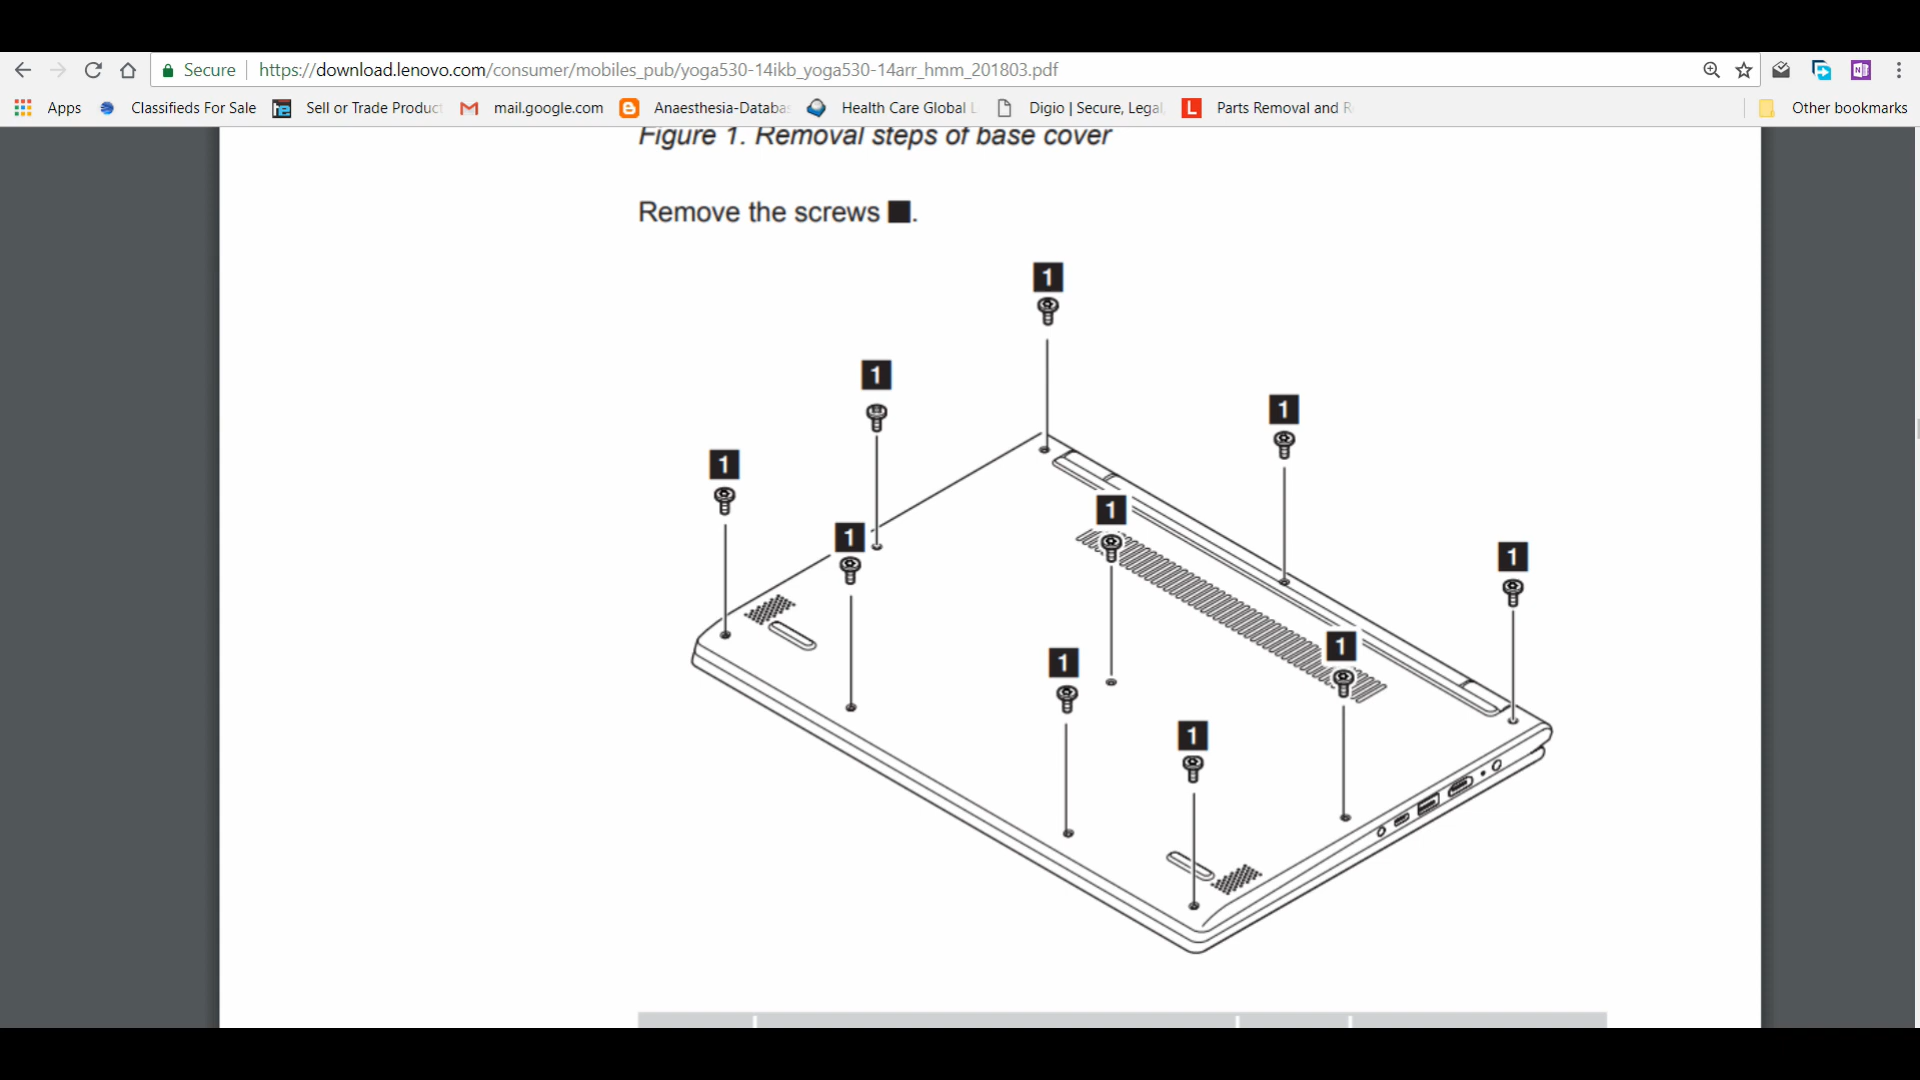 Secure https://download.lenovo.com/consumer/mobiles_pub/yoga530-14ikb_yoga530-14arr_hmm_201803.pdf
Apps Classifieds For Sale Sell or Trade Product mail.google.com Anaesthesia-Databa Health Care Global Digio | Secure, Legal L Parts Removal and R Other bookmarks
Figure 1. Removal steps of base cover
Remove the screws ■.
1
1
1
1
1
1
1
1
1
1